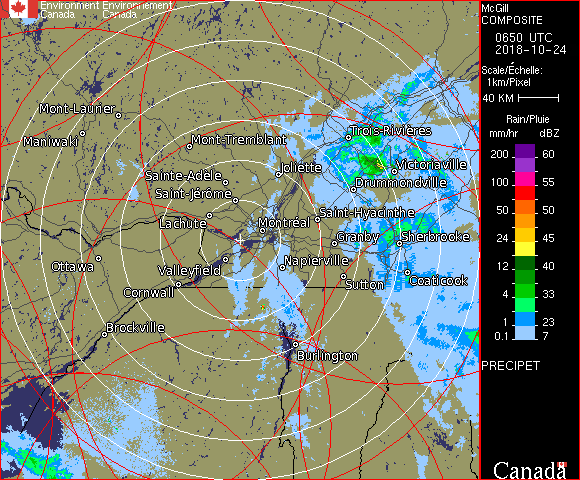 Environment Environnement
Canada Canada
McGill
COMPOSITE
0650 UTC
2018-10-24
Scale/Échelle:
1km/Pixel
40 KM
Rain/Pluie
mm/hr dBZ
200 60
100 55
50 50
24 45
12 40
4 33
1 23
0.1 7
PRECIPET
Canada
Mont-Laurier
Maniwaki
Mont-Tremblant
Trois-Rivières
Joliette
Victoriaville
Sainte-Adèle
Drummondville
Saint-Jérôme
Saint-Hyacinthe
Lachute
Montréal
Granby
Sherbrooke
Ottawa
Valleyfield
Napierville
Coaticook
Sutton
Cornwall
Brockville
Burlington